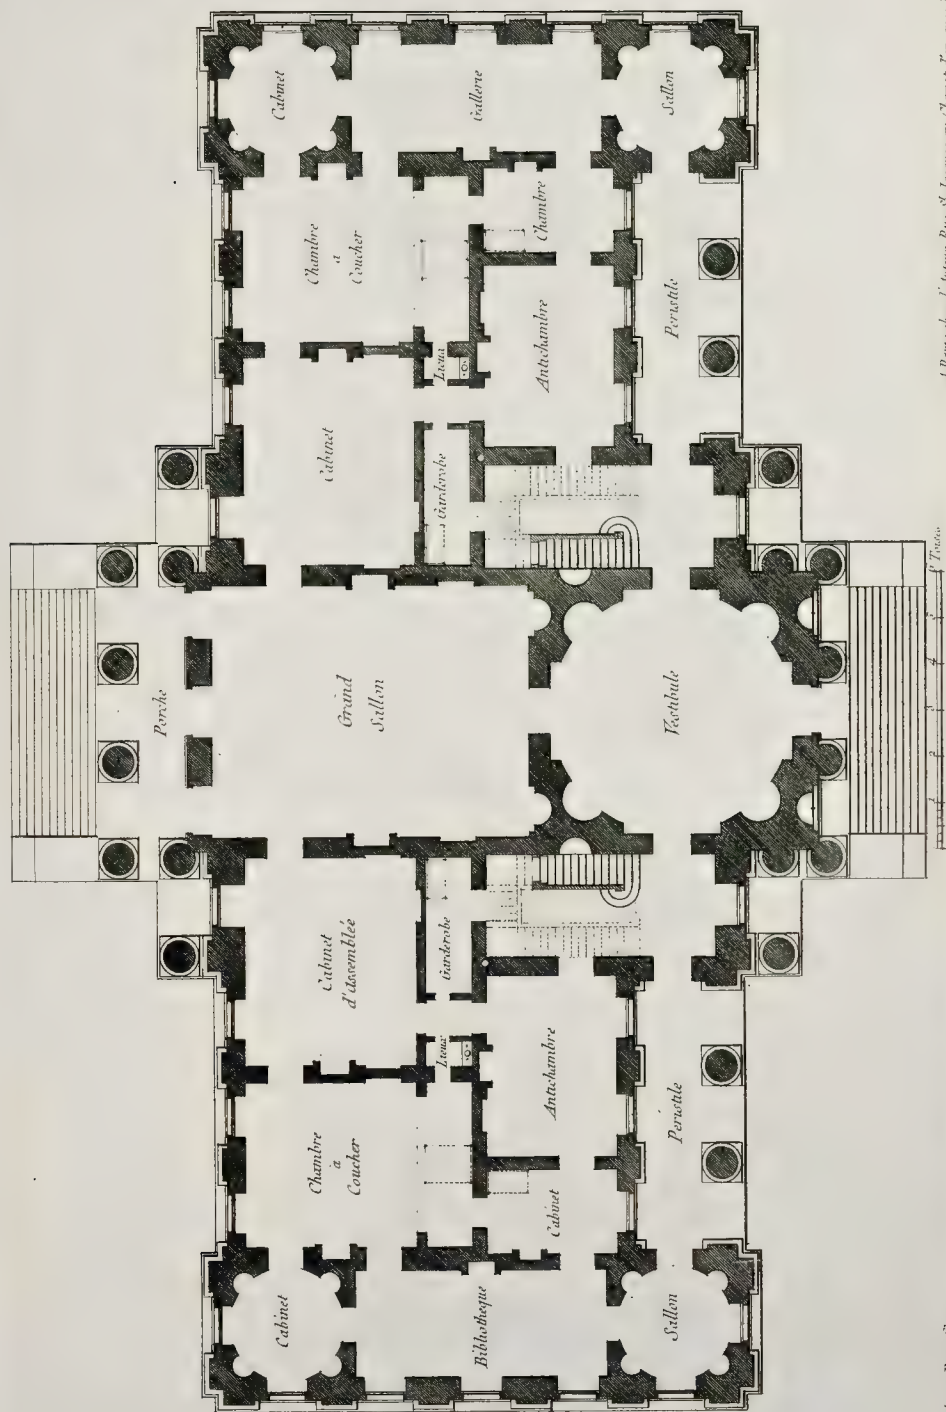 Cabinet
Gallerie
Sallon
Chambre
à
Coucher
Chambre
Antichambre
Peristile
Lieux
Cabinet
Garderobe
Porche
Grand
Sallon
Vestibule
Cabinet
d'Assemblée
Garderobe
Lieux
Antichambre
Peristile
Chambre
à
Coucher
Cabinet
Cabinet
Bibliotheque
Sallon